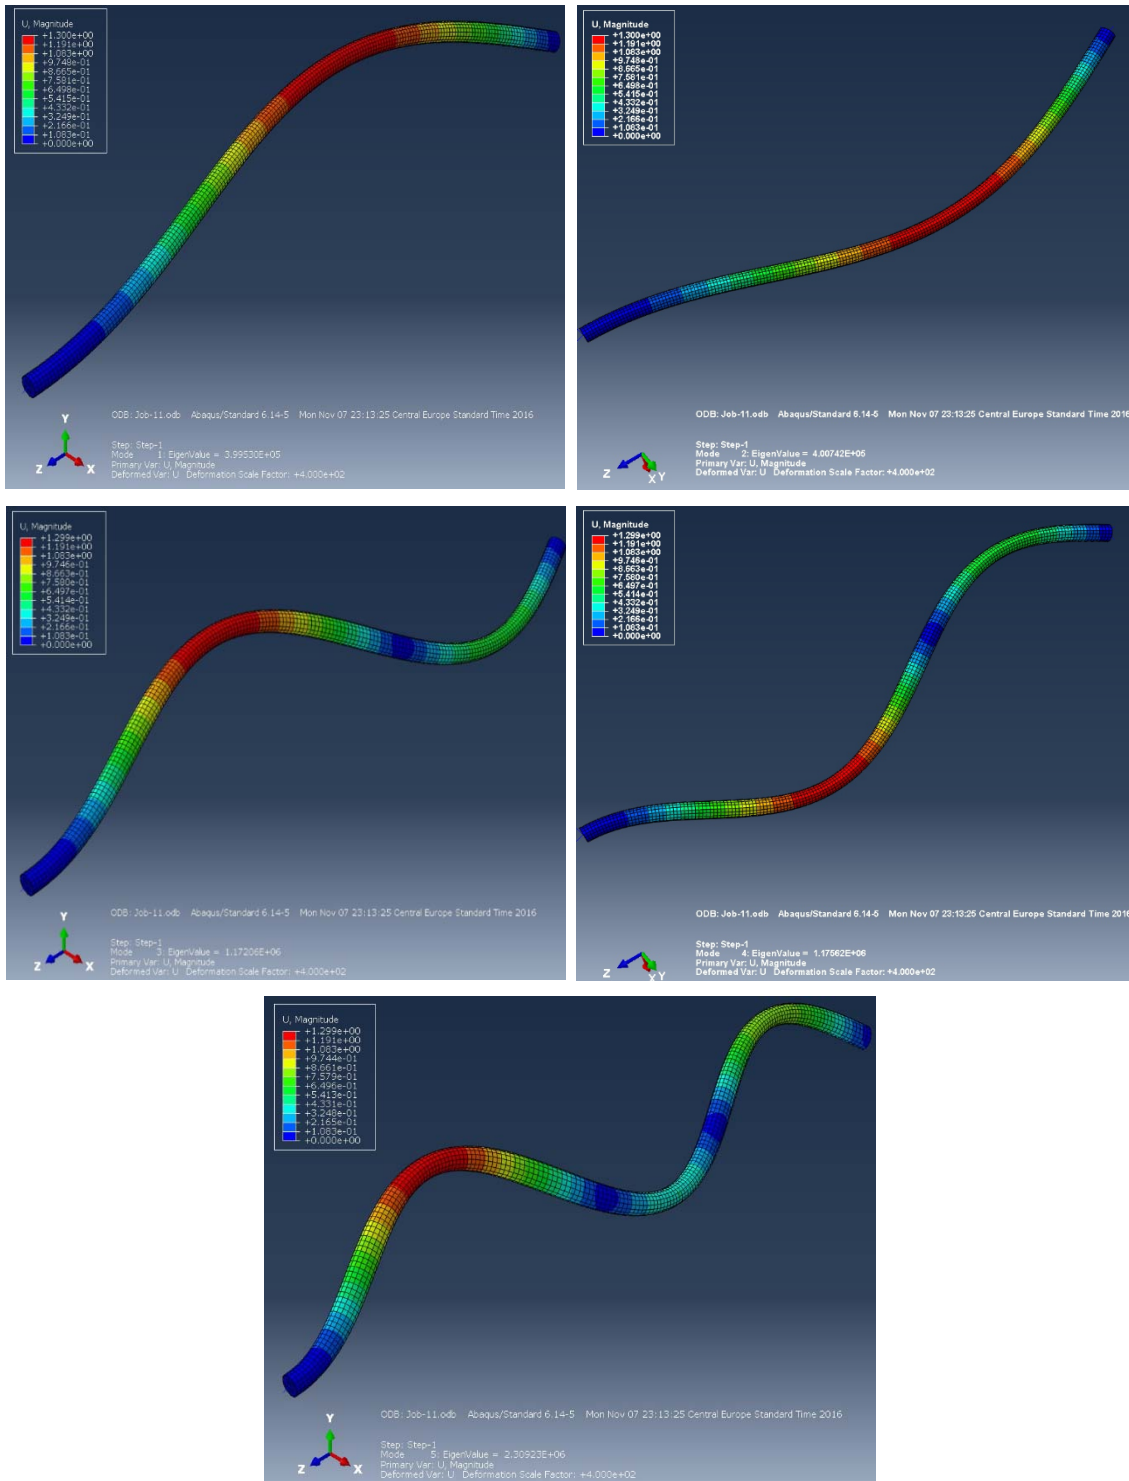 U, Magnitude
+1.300e+00
+1.191e+00
+1.083e+00
+9.748e-01
+8.665e-01
+7.581e-01
+6.498e-01
+5.415e-01
+4.332e-01
+3.249e-01
+2.166e-01
+1.083e-01
+0.000e+00
Y
Z
X
ODB: Job-11.odb Abaqus/Standard 6.14-5 Mon Nov 07 23:13:25 Central Europe Standard Time 2016
Step: Step-1
Mode 1: EigenValue = 3.99530E+05
Primary Var: U, Magnitude
Deformed Var: U Deformation Scale Factor: +4.000e+02
U, Magnitude
+1.300e+00
+1.191e+00
+1.083e+00
+9.748e-01
+8.665e-01
+7.581e-01
+6.498e-01
+5.415e-01
+4.332e-01
+3.249e-01
+2.166e-01
+1.083e-01
+0.000e+00
Z
X Y
ODB: Job-11.odb Abaqus/Standard 6.14-5 Mon Nov 07 23:13:25 Central Europe Standard Time 2016
Step: Step-1
Mode 2: EigenValue = 4.00742E+05
Primary Var: U, Magnitude
Deformed Var: U Deformation Scale Factor: +4.000e+02
U, Magnitude
+1.299e+00
+1.191e+00
+1.083e+00
+9.746e-01
+8.663e-01
+7.580e-01
+6.497e-01
+5.414e-01
+4.332e-01
+3.249e-01
+2.166e-01
+1.083e-01
+0.000e+00
Y
Z
X
ODB: Job-11.odb Abaqus/Standard 6.14-5 Mon Nov 07 23:13:25 Central Europe Standard Time 2016
Step: Step-1
Mode 3: EigenValue = 1.17206E+06
Primary Var: U, Magnitude
Deformed Var: U Deformation Scale Factor: +4.000e+02
U, Magnitude
+1.299e+00
+1.191e+00
+1.083e+00
+9.746e-01
+8.663e-01
+7.580e-01
+6.497e-01
+5.414e-01
+4.332e-01
+3.249e-01
+2.166e-01
+1.083e-01
+0.000e+00
Z
X Y
ODB: Job-11.odb Abaqus/Standard 6.14-5 Mon Nov 07 23:13:25 Central Europe Standard Time 2016
Step: Step-1
Mode 4: EigenValue = 1.17562E+06
Primary Var: U, Magnitude
Deformed Var: U Deformation Scale Factor: +4.000e+02
U, Magnitude
+1.299e+00
+1.191e+00
+1.083e+00
+9.744e-01
+8.661e-01
+7.579e-01
+6.496e-01
+5.413e-01
+4.331e-01
+3.248e-01
+2.165e-01
+1.083e-01
+0.000e+00
Y
Z
X
ODB: Job-11.odb Abaqus/Standard 6.14-5 Mon Nov 07 23:13:25 Central Europe Standard Time 2016
Step: Step-1
Mode 5: EigenValue = 2.30923E+06
Primary Var: U, Magnitude
Deformed Var: U Deformation Scale Factor: +4.000e+02